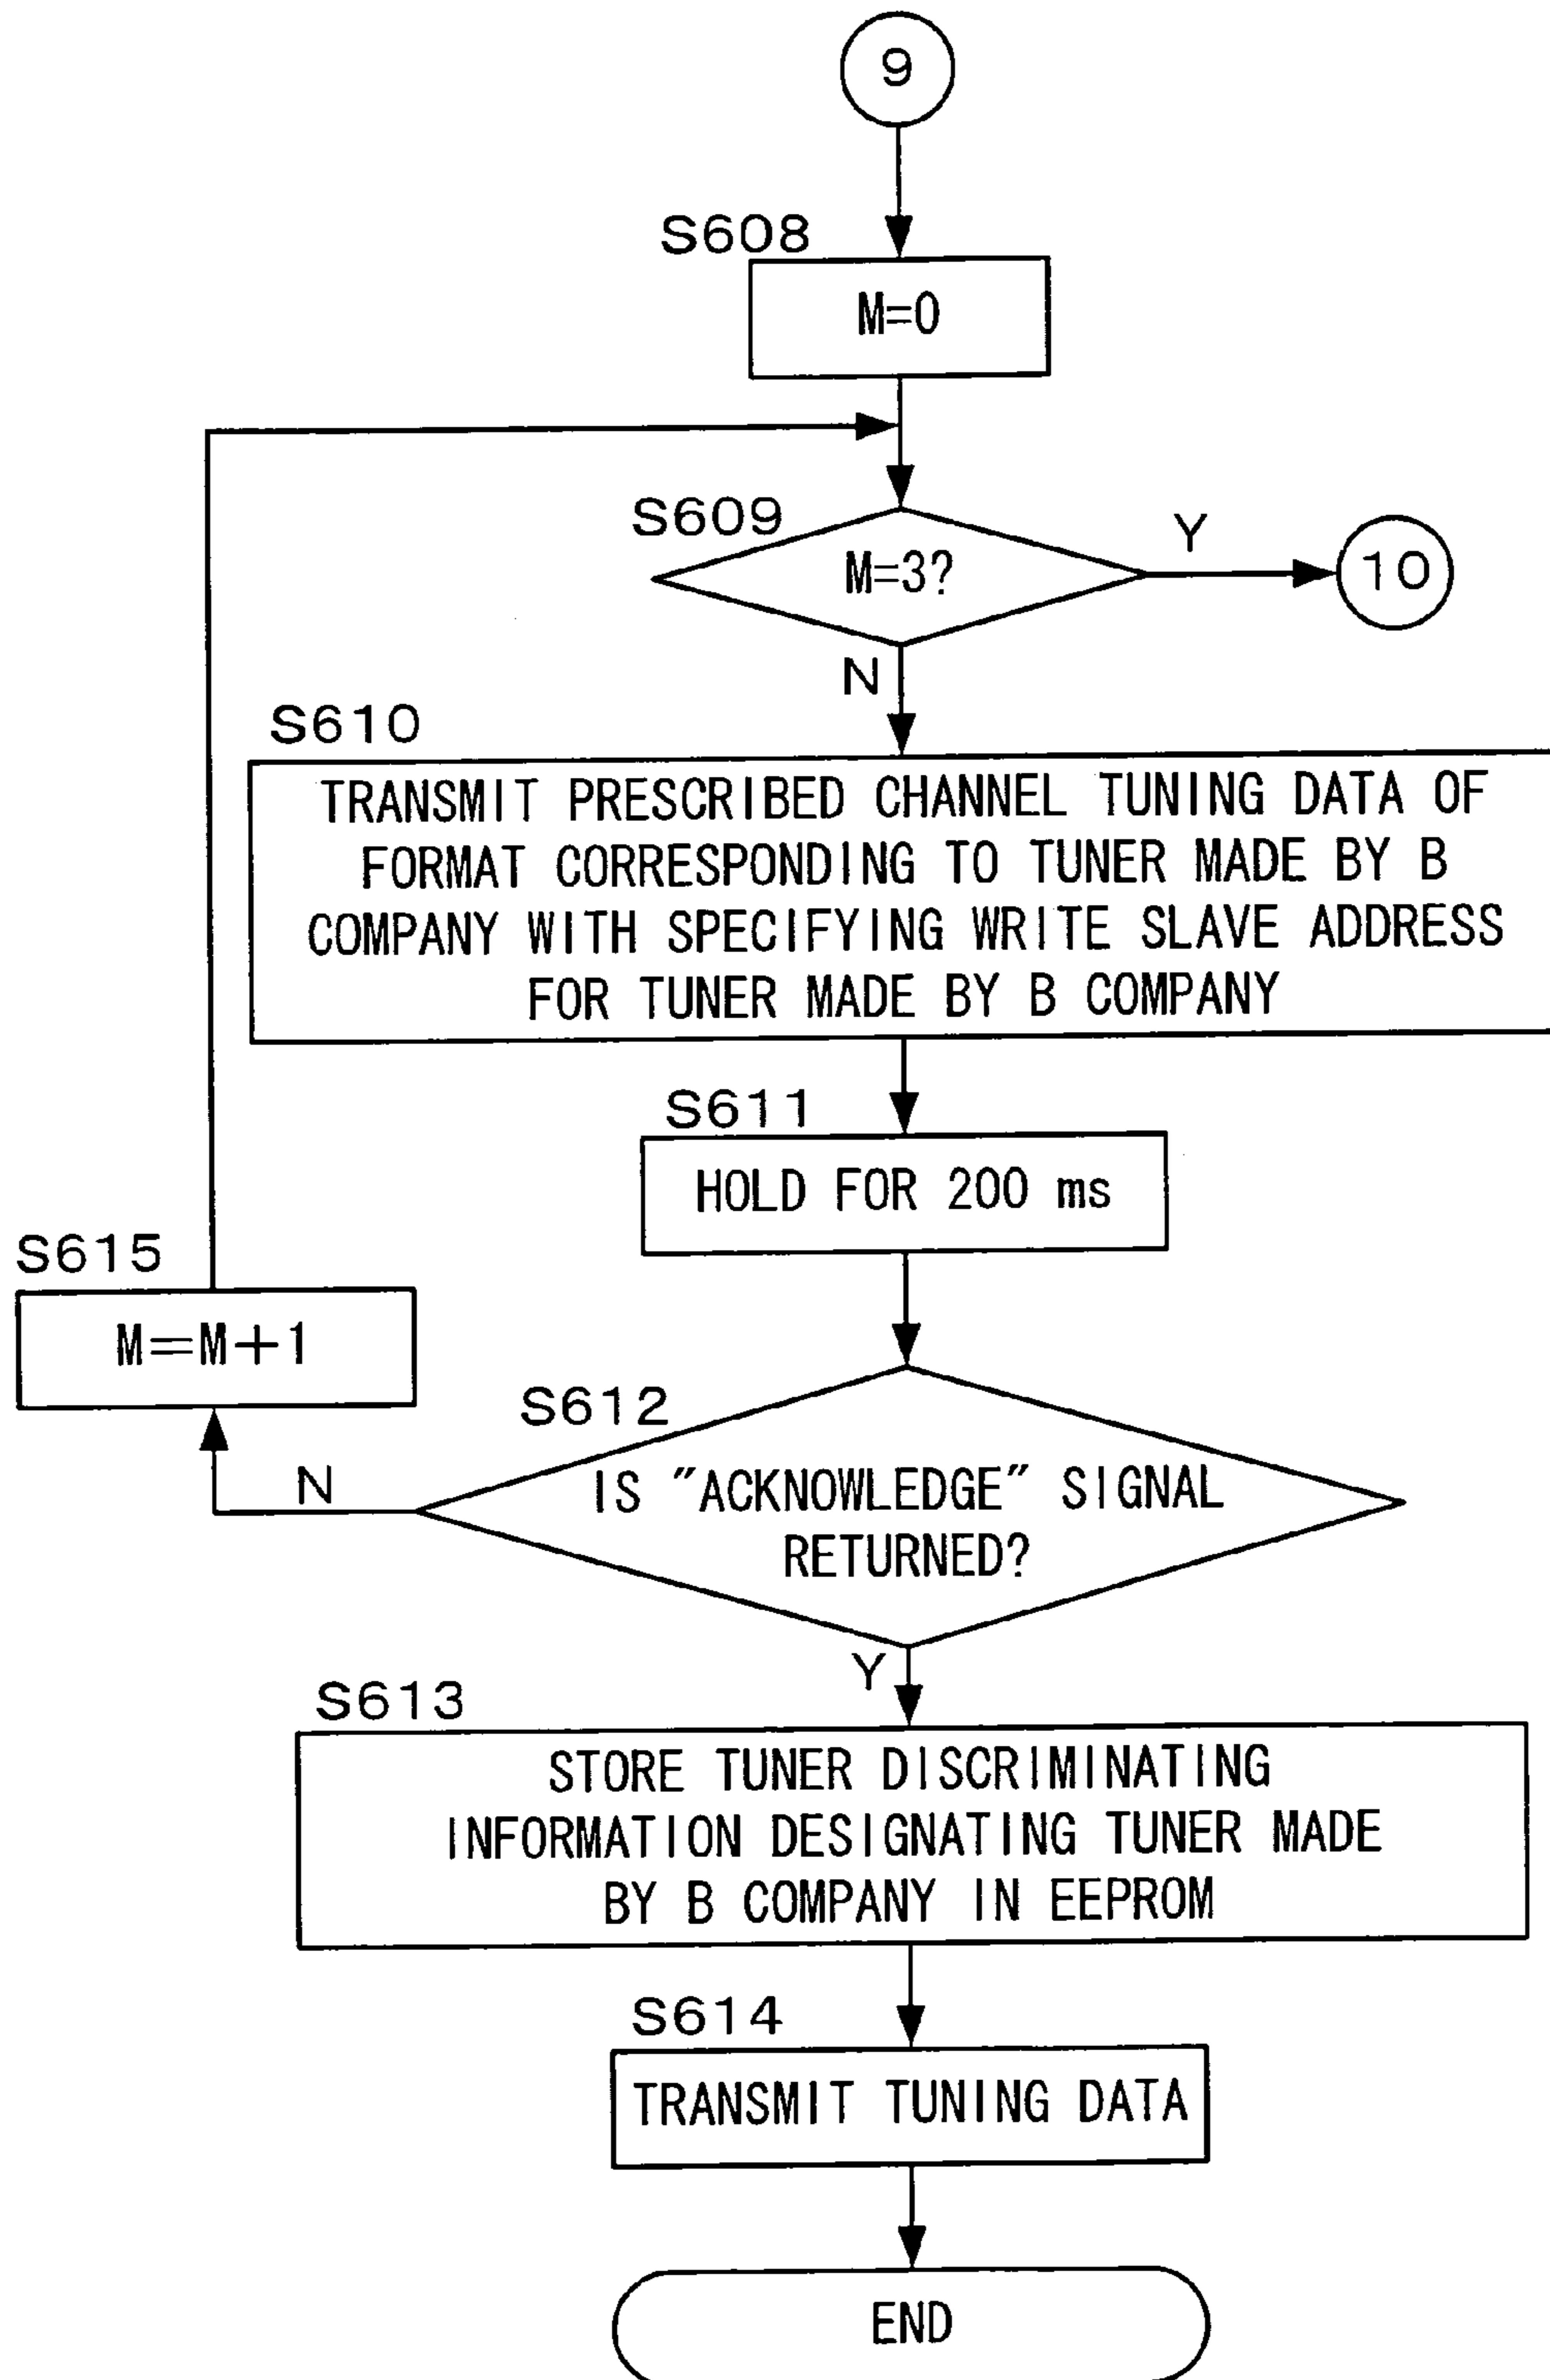 9
S608
M=0
S609
M=3?
Y
10
N
S610
TRANSMIT PRESCRIBED CHANNEL TUNING DATA OF
FORMAT CORRESPONDING TO TUNER MADE BY B
COMPANY WITH SPECIFYING WRITE SLAVE ADDRESS
FOR TUNER MADE BY B COMPANY
S611
HOLD FOR 200 ms
S615
M=M+1
S612
N
IS "ACKNOWLEDGE" SIGNAL
RETURNED?
Y
S613
STORE TUNER DISCRIMINATING
INFORMATION DESIGNATING TUNER MADE
BY B COMPANY IN EEPROM
S614
TRANSMIT TUNING DATA
END